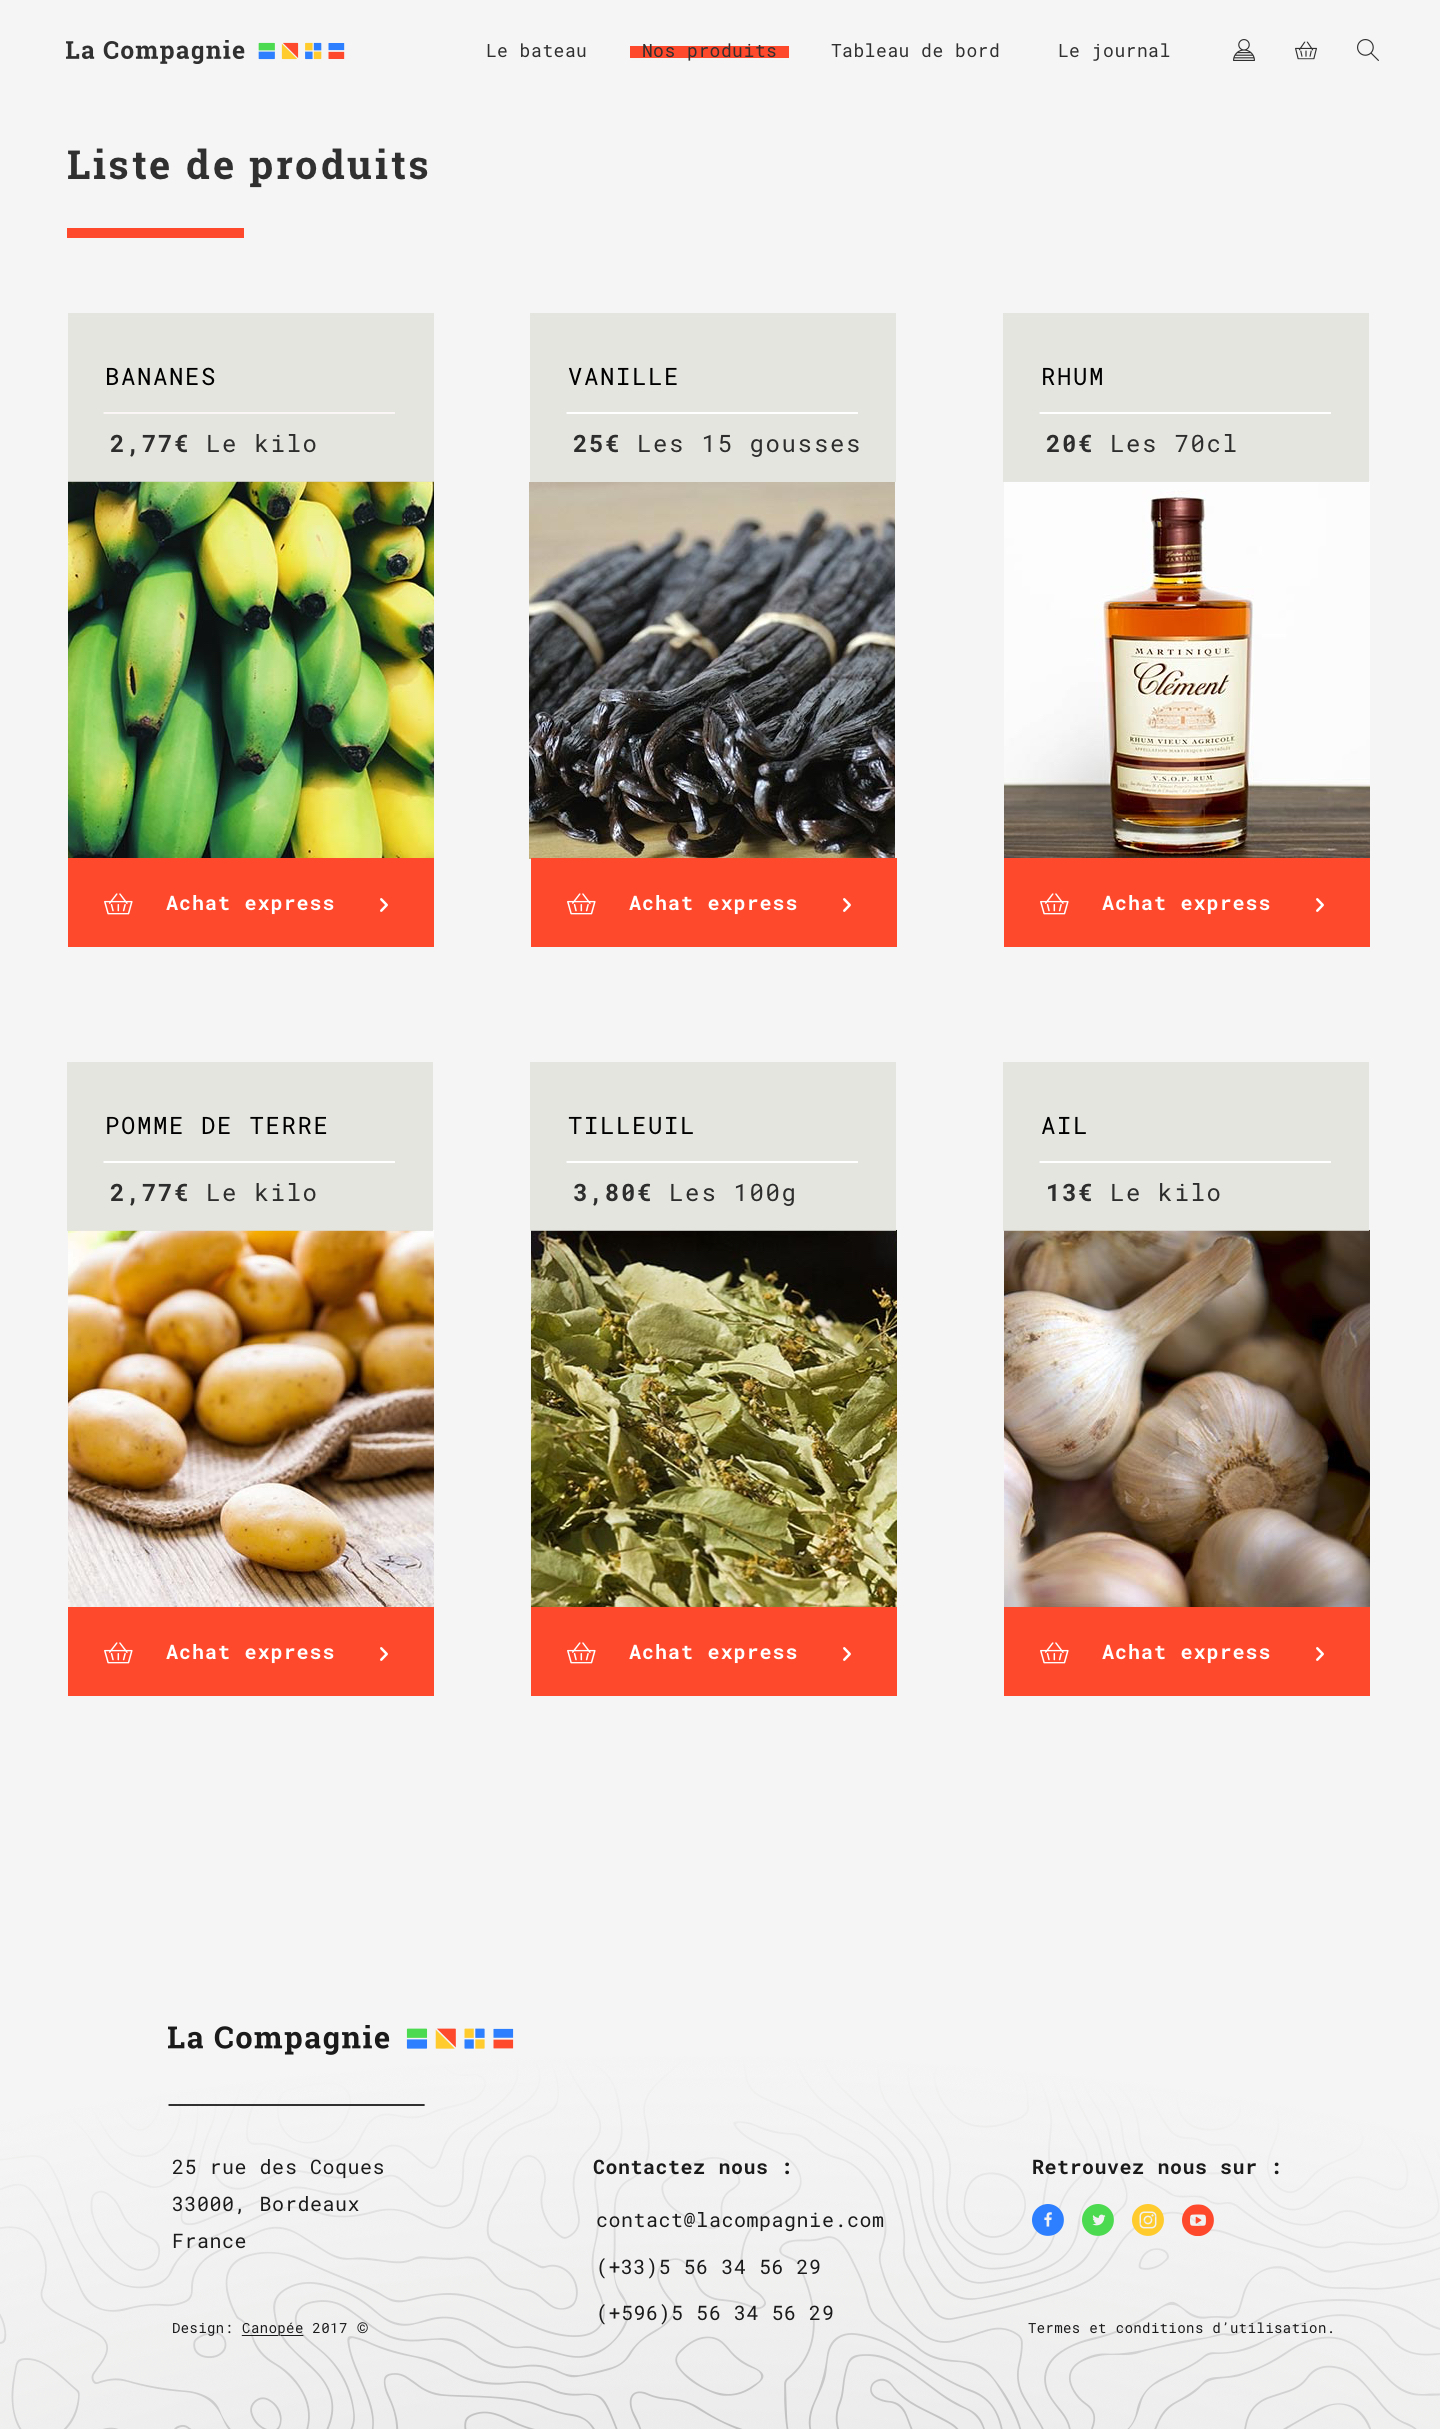 La Compagnie
Le bateau
Nos produits
Tableau de bord
Le journal
Liste de produits
BANANES
2,77€ Le kilo
VANILLE
25€ Les 15 gousses
RHUM
20€ Les 70cl
MARTINIQUE
Clément
RHUM VIEUX AGRICOLE
APPELLATION MARTINIQUE CONTRÔLÉE
V.S.O.P. RUM
Achat express
Achat express
Achat express
POMME DE TERRE
2,77€ Le kilo
TILLEUIL
3,80€ Les 100g
AIL
13€ Le kilo
Achat express
Achat express
Achat express
La Compagnie
25 rue des Coques
33000, Bordeaux
France
Contactez nous :
contact@lacompagnie.com
(+33)5 56 34 56 29
(+596)5 56 34 56 29
Retrouvez nous sur :
Design: Canopée 2017 ©
Termes et conditions d’utilisation.